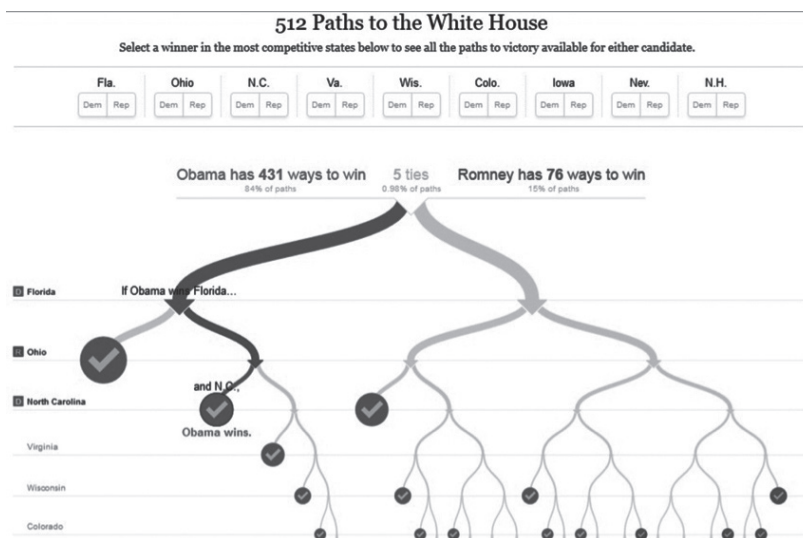 512 Paths to the White House
Select a winner in the most competitive states below to see all the paths to victory available for either candidate.
Fla. Ohio N.C. Va. Wis. Colo. Iowa Nev. N.H.
Dem Rep Dem Rep Dem Rep Dem Rep Dem Rep Dem Rep Dem Rep Dem Rep Dem Rep
Obama has 431 ways to win 5 ties Romney has 76 ways to win
84% of paths 0.98% of paths 15% of paths
D Florida If Obama wins Florida...
R Ohio
and N.C.,
D North Carolina
Obama wins.
Virginia
Wisconsin
Colorado